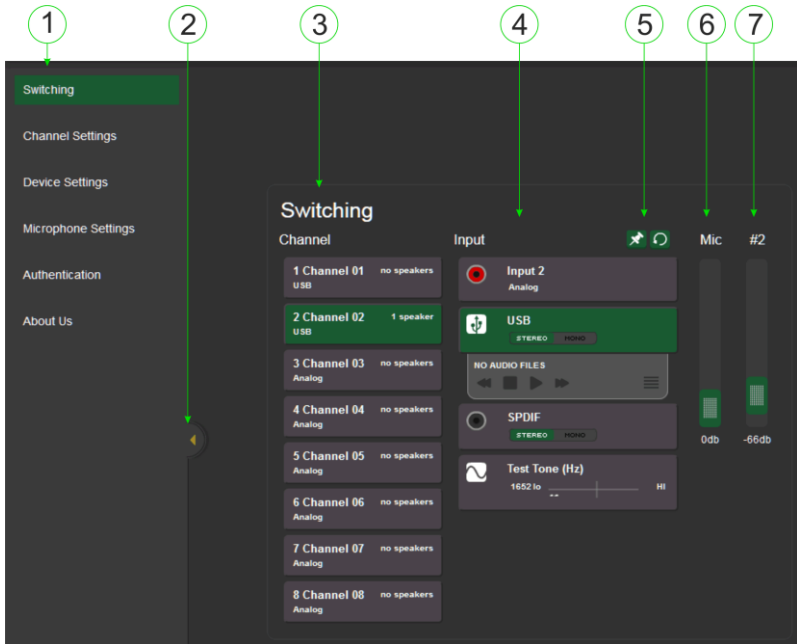 1 2 3 4 5 6 7
Switching
Channel Settings
Device Settings
Microphone Settings
Authentication
About Us
Switching
Channel
1 Channel 01 no speakers
USB
2 Channel 02 1 speaker
USB
3 Channel 03 no speakers
Analog
4 Channel 04 no speakers
Analog
5 Channel 05 no speakers
Analog
6 Channel 06 no speakers
Analog
7 Channel 07 no speakers
Analog
8 Channel 08 no speakers
Analog
Input
Input 2
Analog
USB
STEREO MONO
NO AUDIO FILES
SPDIF
STEREO MONO
Test Tone (Hz)
1652 lo HI
--
Mic
0db
#2
-66db